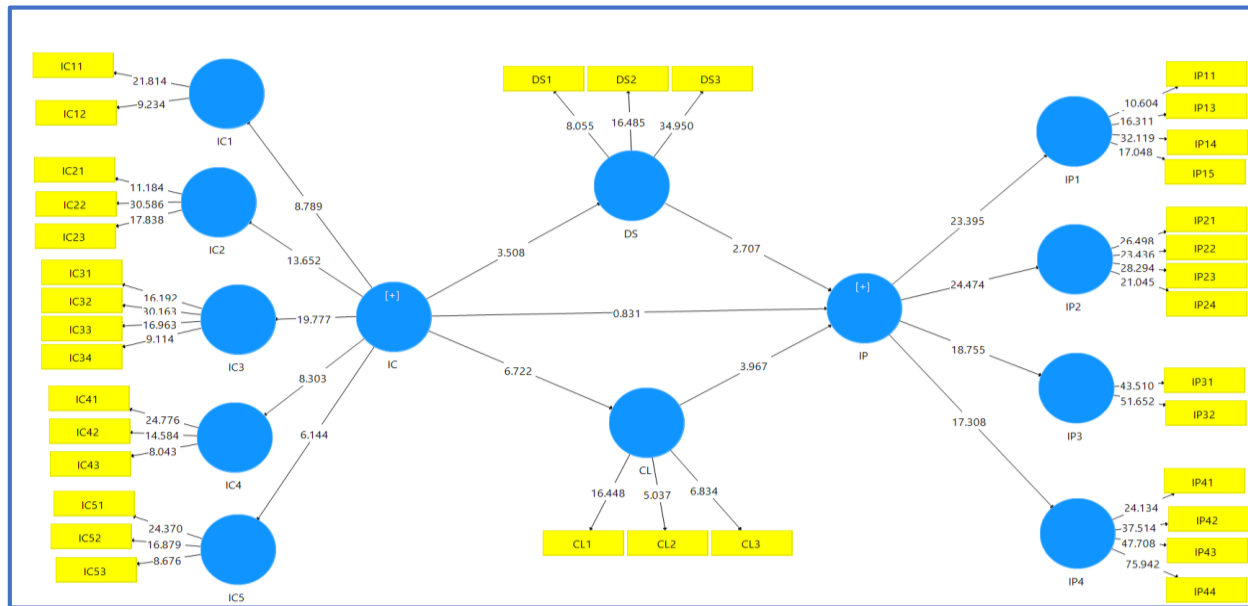 IC11
21.814
9.234
IC12
IC1
IC21
11.184
IC22
30.586
17.838
IC23
IC2
IC31
16.192
IC32
30.163
IC33
16.963
9.114
IC34
IC3
IC41
24.776
IC42
14.584
8.043
IC43
IC4
IC51
24.370
IC52
16.879
8.676
IC53
IC5
8.789
13.652
19.777
8.303
6.144
[+]
IC
DS1
DS2
DS3
8.055
16.485
34.950
DS
3.508
2.707
0.831
6.722
3.967
CL
16.448
5.037
6.834
CL1
CL2
CL3
[+]
IP
23.395
24.474
18.755
17.308
IP1
IP11
10.604
IP13
16.311
32.119
IP14
17.048
IP15
IP2
IP21
26.498
IP22
23.436
28.294
IP23
21.045
IP24
IP3
43.510
IP31
51.652
IP32
IP4
IP41
24.134
37.514
IP42
47.708
IP43
75.942
IP44